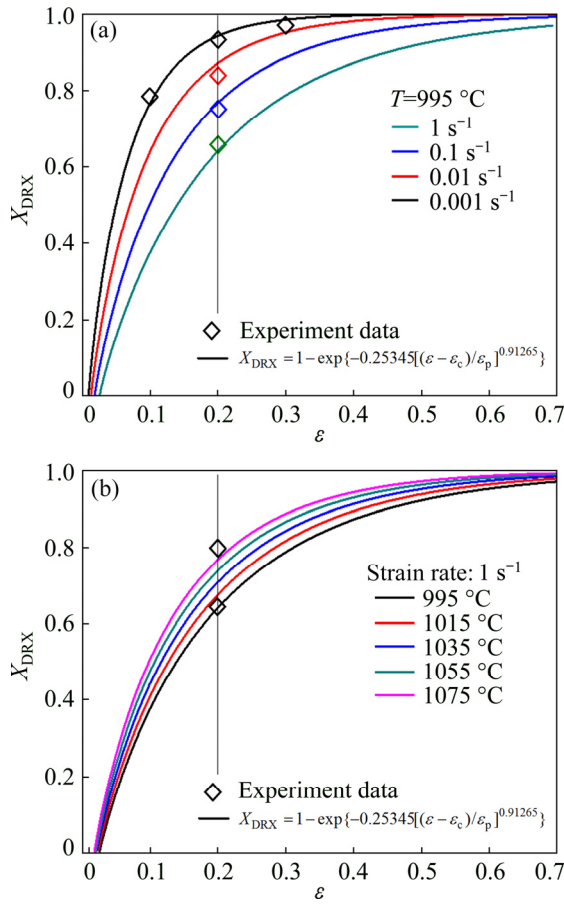 (a)
1.0
0.8
0.6
0.4
0.2
0
X_DRX
T=995 °C
1 s⁻¹
0.1 s⁻¹
0.01 s⁻¹
0.001 s⁻¹
Experiment data
X_DRX = 1−exp{−0.25345[(ε−ε_c)/ε_p]^0.91265}
0 0.1 0.2 0.3 0.4 0.5 0.6 0.7
ε
(b)
1.0
0.8
0.6
0.4
0.2
0
X_DRX
Strain rate: 1 s⁻¹
995 °C
1015 °C
1035 °C
1055 °C
1075 °C
Experiment data
X_DRX = 1−exp{−0.25345[(ε−ε_c)/ε_p]^0.91265}
0 0.1 0.2 0.3 0.4 0.5 0.6 0.7
ε